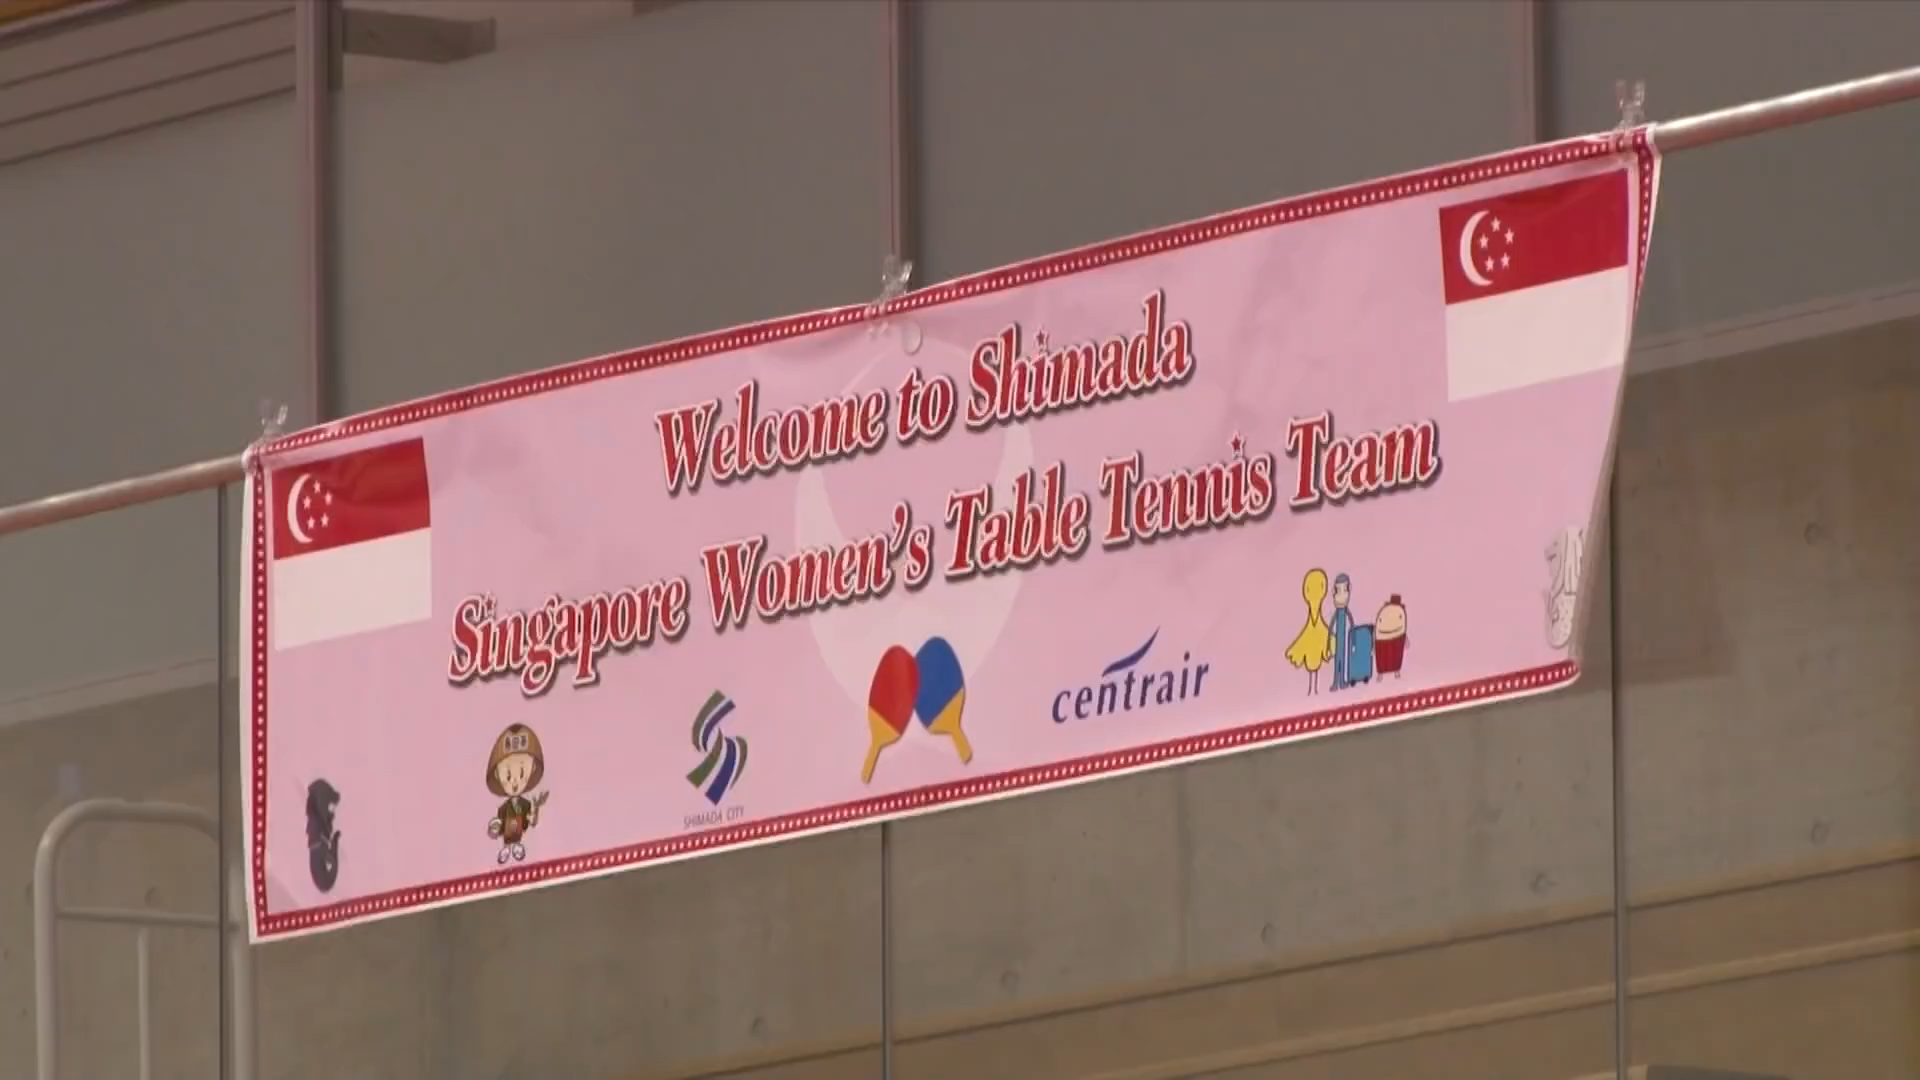 Welcome to Shimada
Singapore Women's Table Tennis Team
centrair
SHIMADA CITY